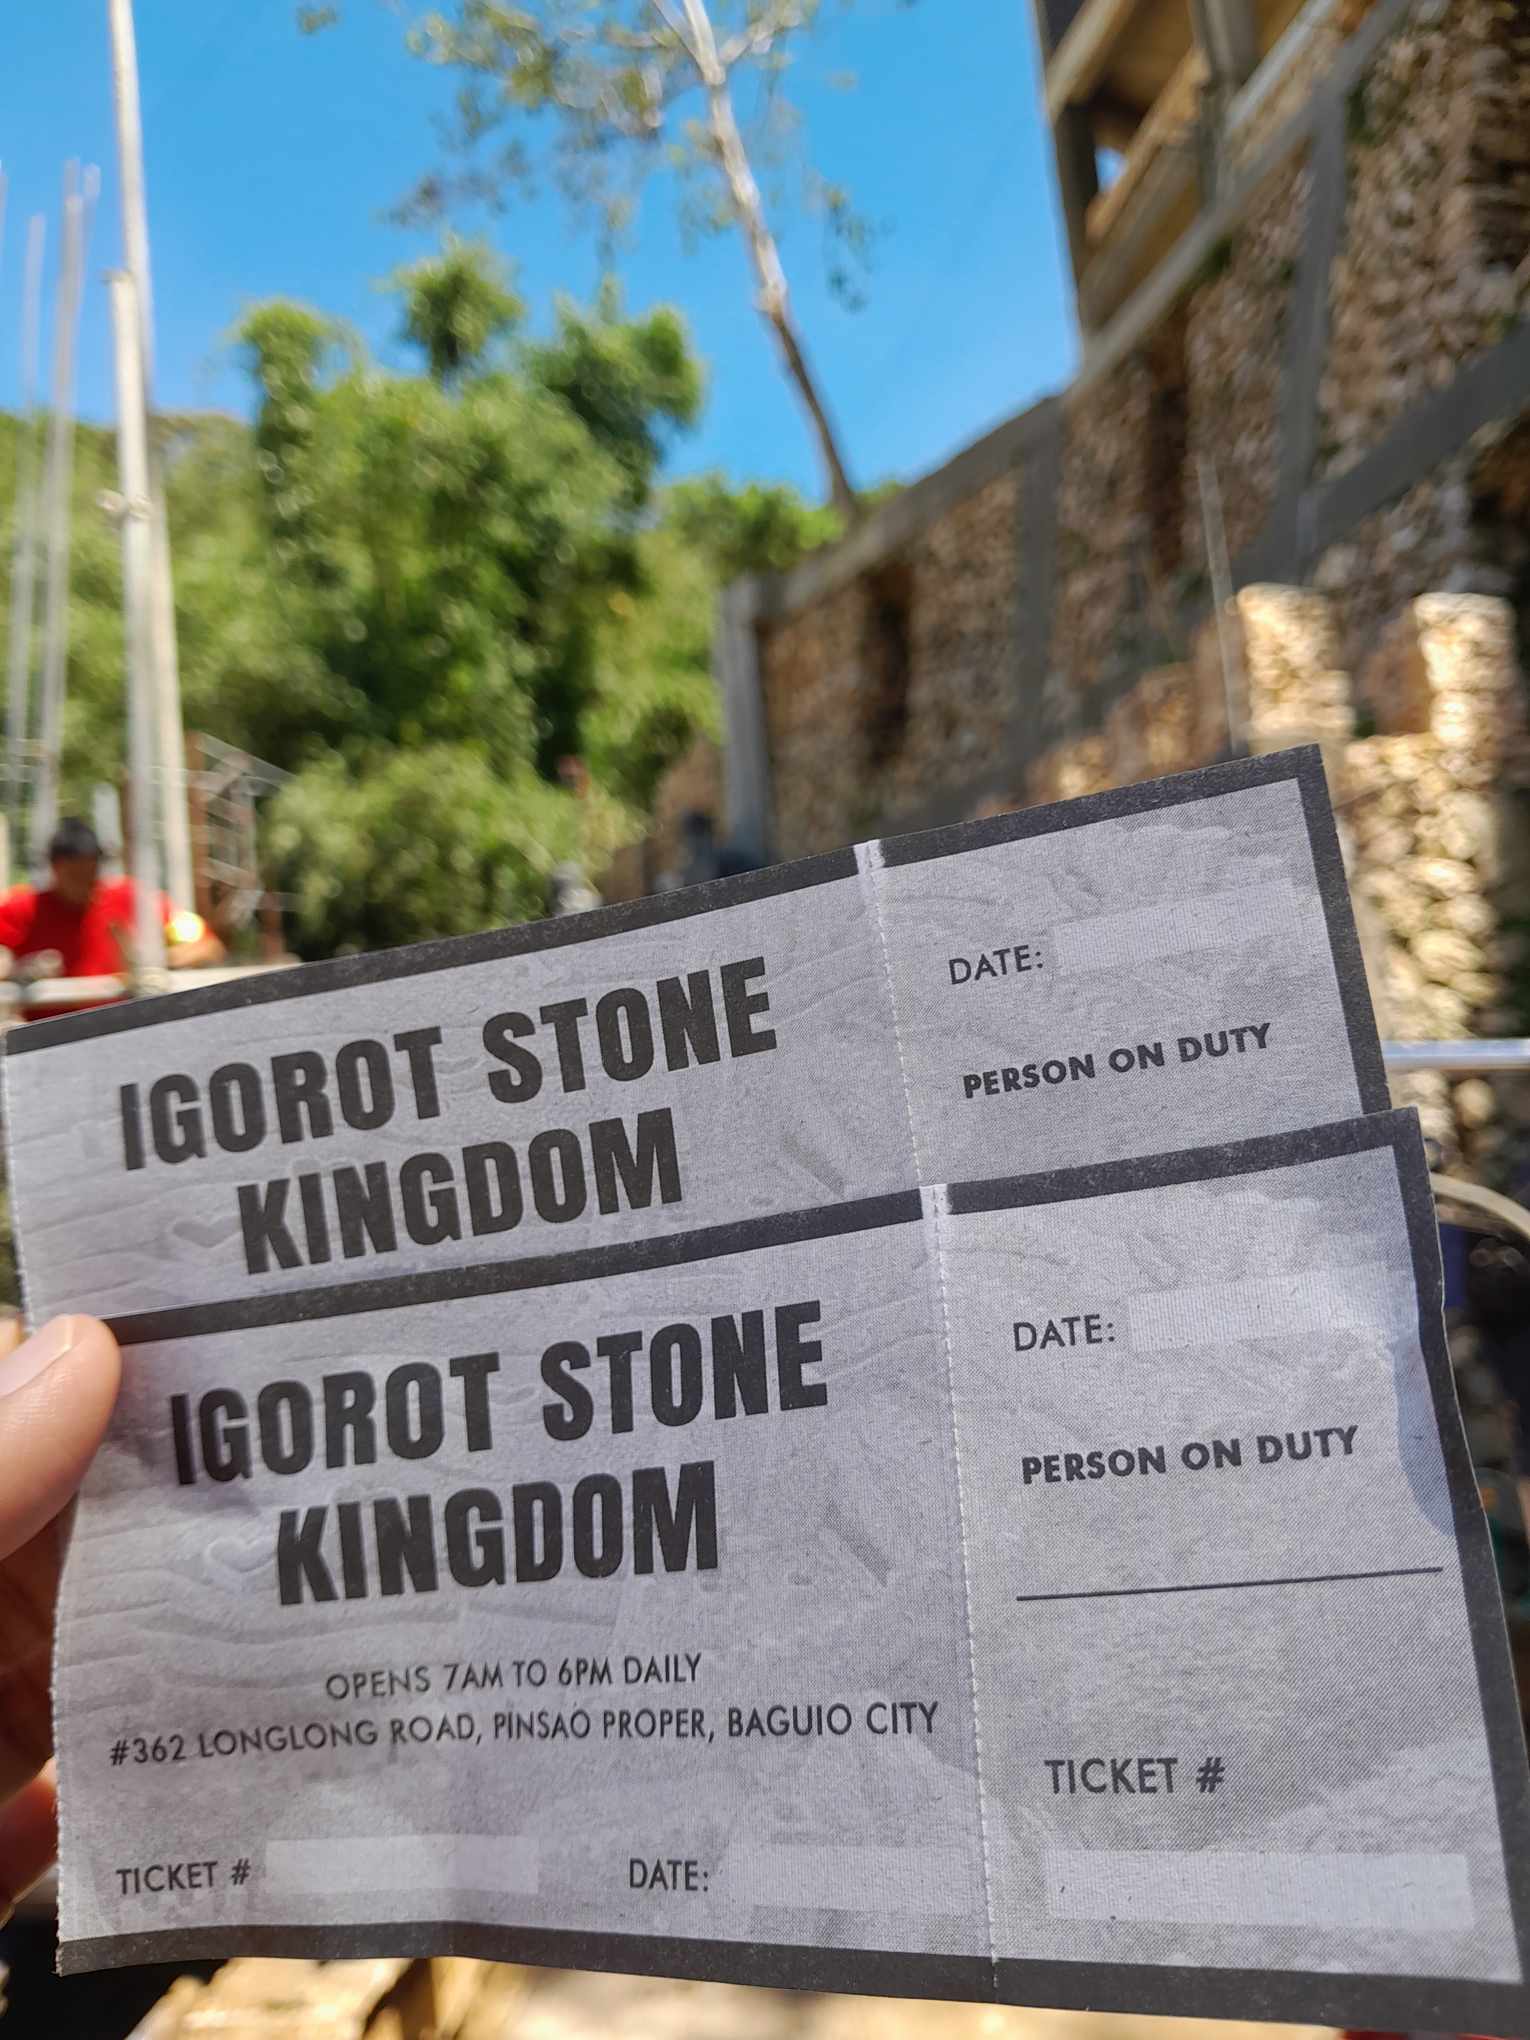 IGOROT STONE
KINGDOM
DATE:
PERSON ON DUTY
IGOROT STONE
KINGDOM
OPENS 7AM TO 6PM DAILY
#362 LONGLONG ROAD, PINSAO PROPER, BAGUIO CITY
TICKET #
DATE:
DATE:
PERSON ON DUTY
TICKET #